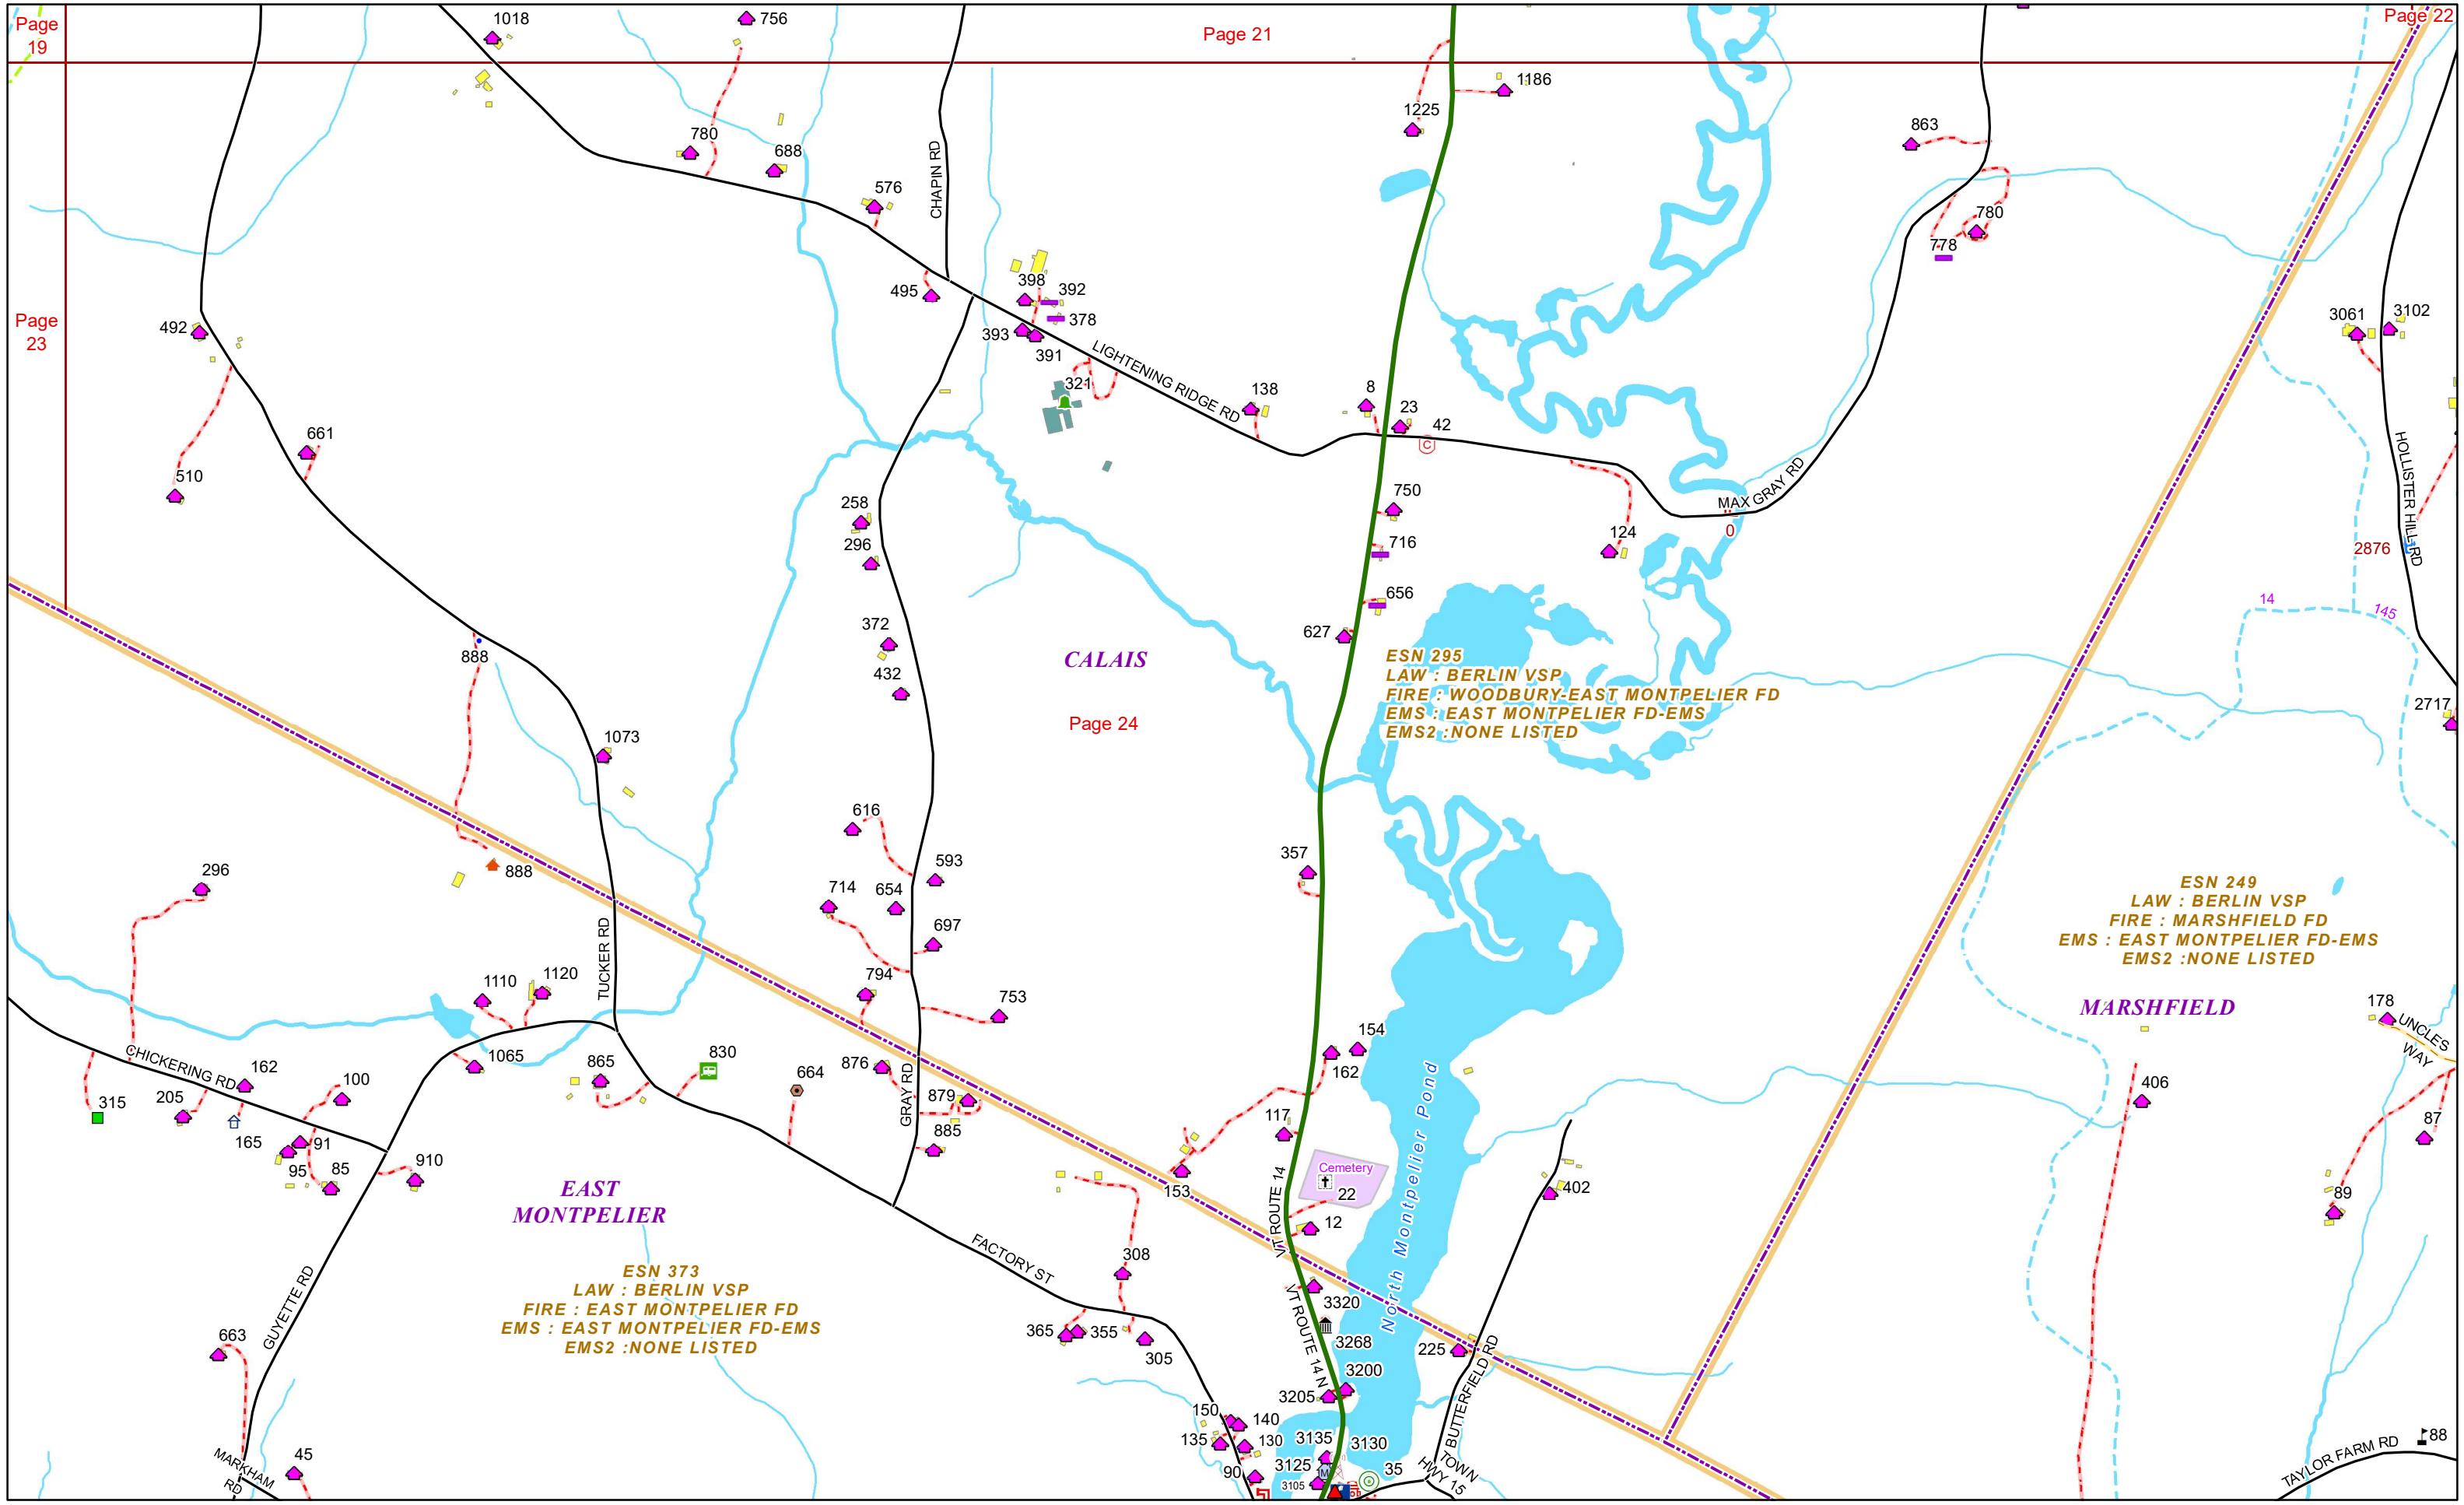 Page
19
1018
756
Page 21
Page 22
1186
1225
780
688
863
576
CHAPIN RD
780
778
495
398
392
378
393
391
Page
23
492
3061
3102
LIGHTENING RIDGE RD
321
138
8
23
42
C
661
510
258
296
750
716
656
627
MAX GRAY RD
0
124
HOLLISTER HILL RD
2876
14
145
372
432
888
CALAIS
Page 24
ESN 295
LAW : BERLIN VSP
FIRE : WOODBURY-EAST MONTPELIER FD
EMS : EAST MONTPELIER FD-EMS
EMS2 :NONE LISTED
2717
1073
616
593
714
654
697
357
888
296
TUCKER RD
794
753
ESN 249
LAW : BERLIN VSP
FIRE : MARSHFIELD FD
EMS : EAST MONTPELIER FD-EMS
EMS2 :NONE LISTED
MARSHFIELD
178
UNCLES
WAY
1110
1120
1065
865
830
664
876
GRAY RD
879
885
154
162
117
North Montpelier Pond
406
87
CHICKERING RD
162
100
315
205
165
91
95
85
910
EAST
MONTPELIER
153
VT ROUTE 14
Cemetery
22
12
402
89
FACTORY ST
308
ESN 373
LAW : BERLIN VSP
FIRE : EAST MONTPELIER FD
EMS : EAST MONTPELIER FD-EMS
EMS2 :NONE LISTED
GUYETTE RD
663
365
355
305
3320
VT ROUTE 14 N
3268
3200
3205
225
BUTTERFIELD RD
150
140
135
130
90
3135
3130
3125
M
3105
35
TOWN
HWY 15
MARKHAM
RD
45
TAYLOR FARM RD
88